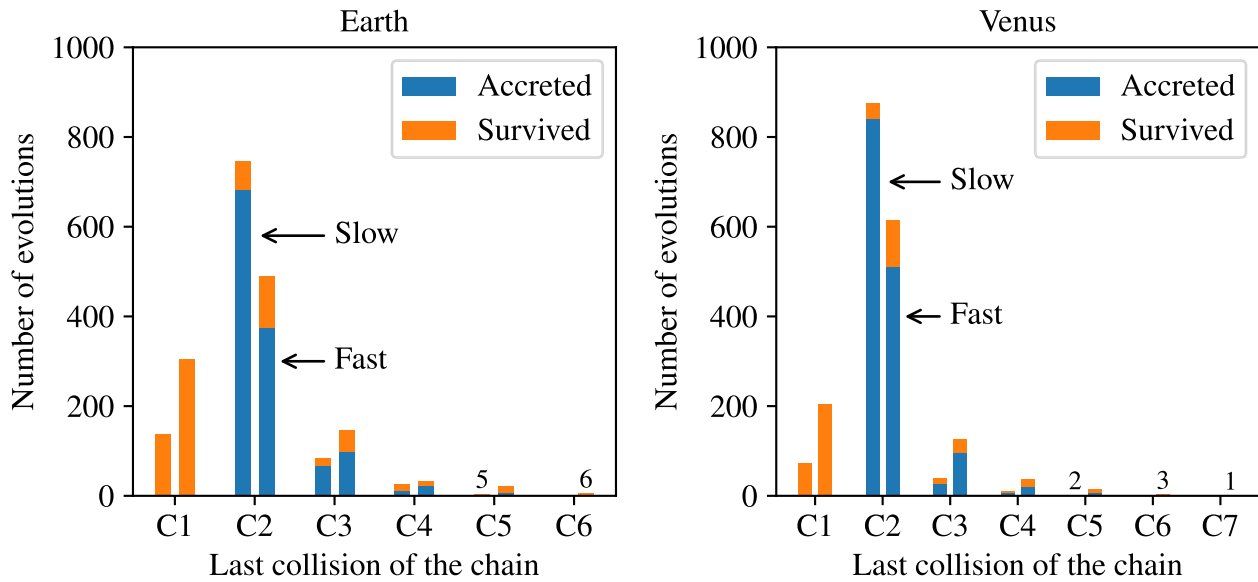 Earth
1000
800
600
400
200
0
Number of evolutions
Accreted
Survived
Slow
Fast
5
6
C1 C2 C3 C4 C5 C6
Last collision of the chain
Venus
1000
800
600
400
200
0
Number of evolutions
Accreted
Survived
Slow
Fast
2
3
1
C1 C2 C3 C4 C5 C6 C7
Last collision of the chain